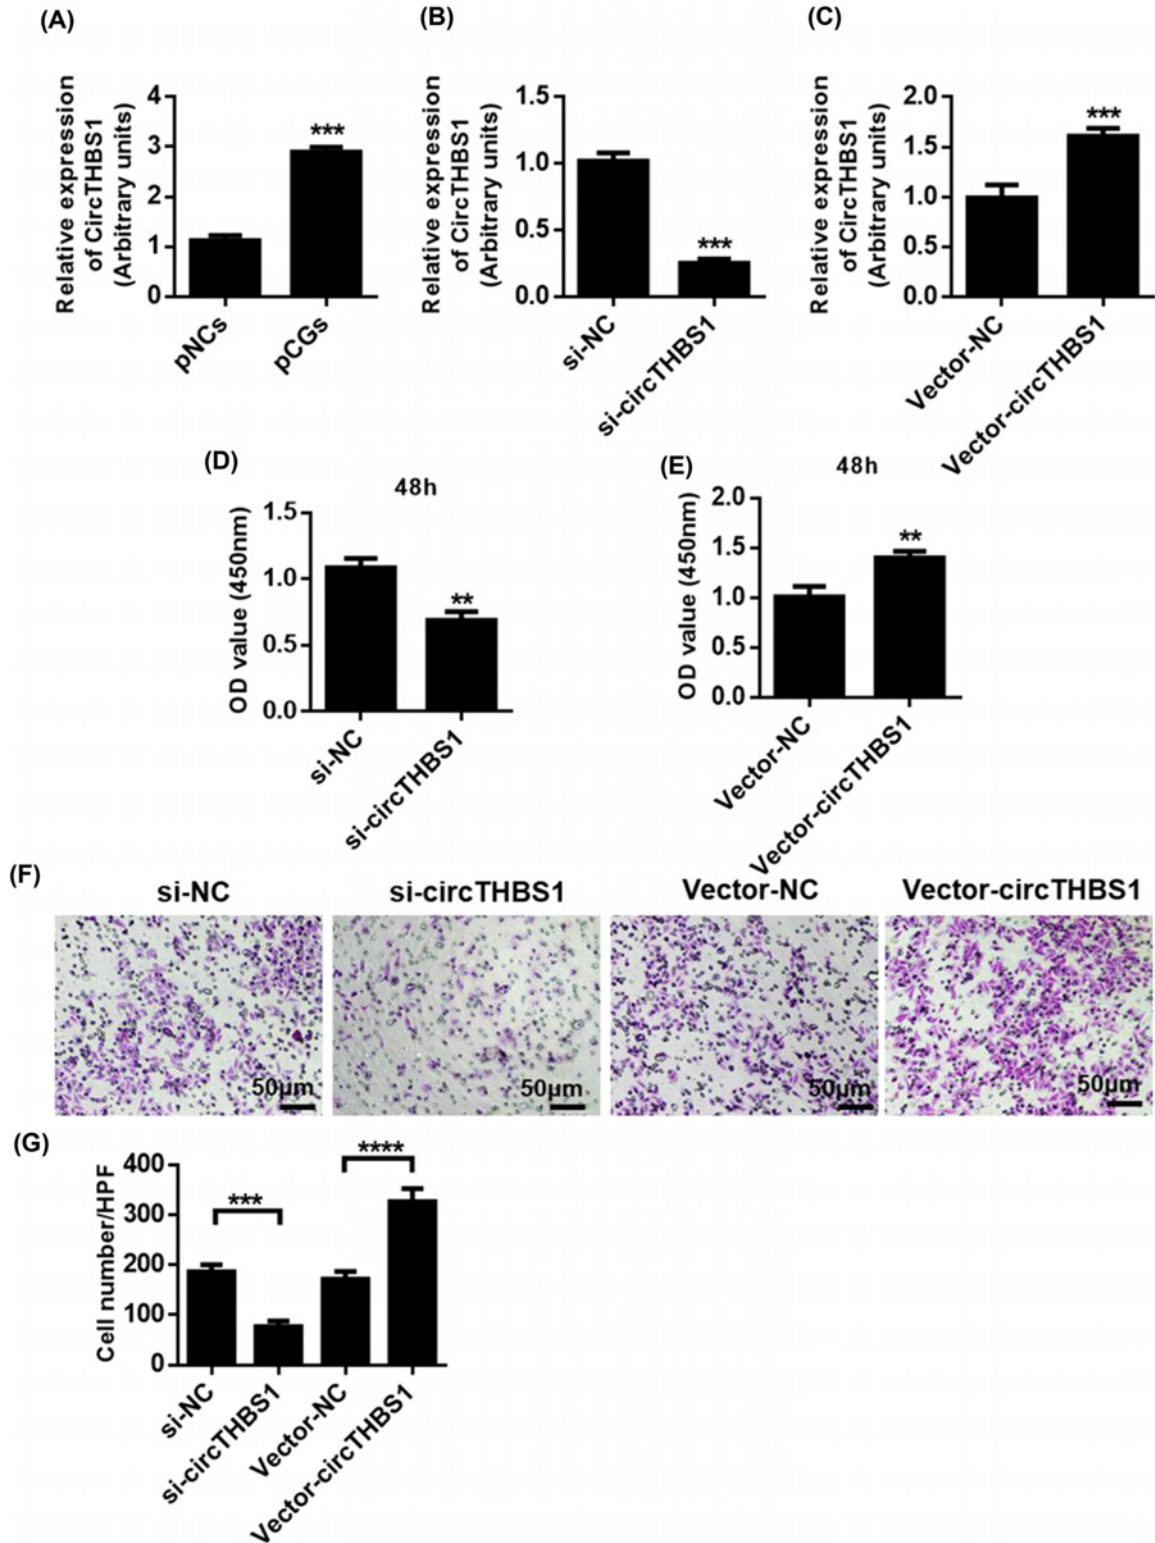 (A)
(B)
(C)
Relative expression
of CircTHBS1
(Arbitrary units)
4
3
2
1
0
***
pNCs
pCGs
Relative expression
of CircTHBS1
(Arbitrary units)
1.5
1.0
0.5
0.0
***
si-NC
si-circTHBS1
Relative expression
of CircTHBS1
(Arbitrary units)
2.0
1.5
1.0
0.5
0.0
***
Vector-NC
Vector-circTHBS1
(D)
48h
OD value (450nm)
1.5
1.0
0.5
0.0
**
si-NC
si-circTHBS1
(E)
48h
OD value (450nm)
2.0
1.5
1.0
0.5
0.0
**
Vector-NC
Vector-circTHBS1
(F)
si-NC
si-circTHBS1
Vector-NC
Vector-circTHBS1
50μm
50μm
50μm
50μm
(G)
Cell number/HPF
400
300
200
100
0
***
****
si-NC
si-circTHBS1
Vector-NC
Vector-circTHBS1